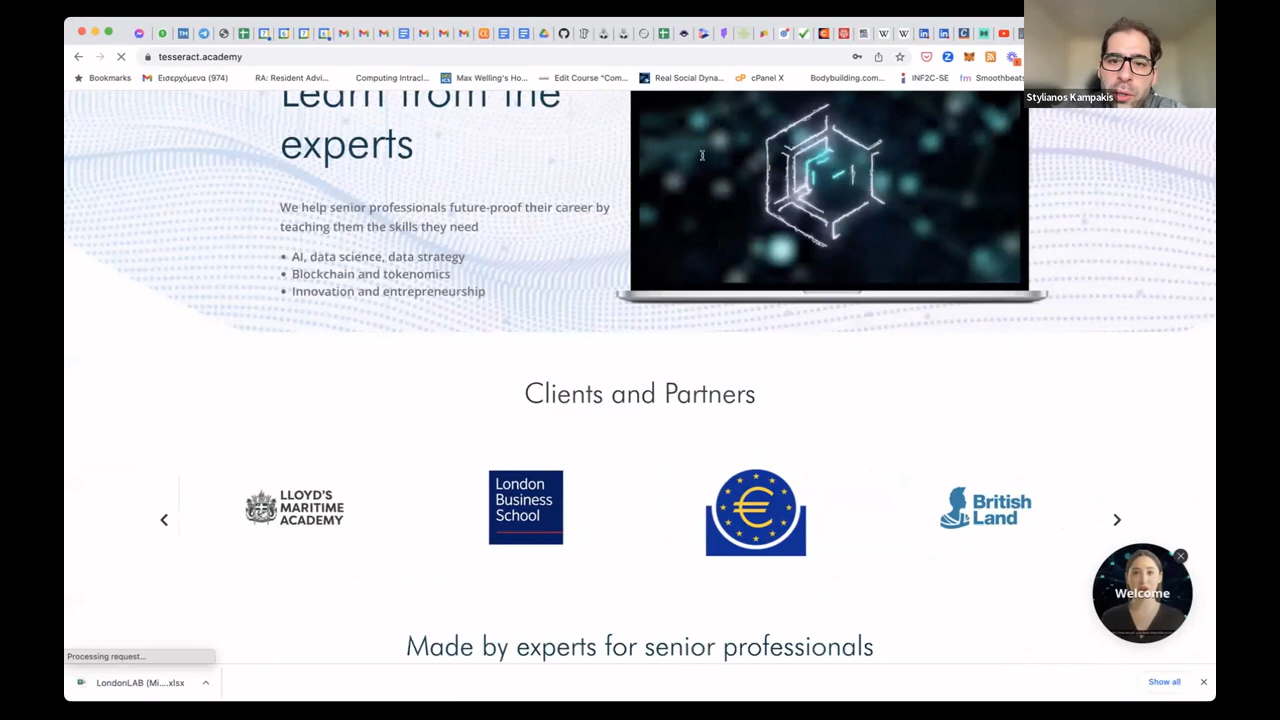 tesseract.academy
Bookmarks
Εισερχόμενα (974)
RA: Resident Advi...
Computing Intracl...
Max Welling's Ho...
Edit Course "Com...
Real Social Dyna...
cPanel X
Bodybuilding.com...
INF2C-SE
Smoothbeats
Stylianos Kampakis
Learn from the
experts
We help senior professionals future-proof their career by
teaching them the skills they need
• AI, data science, data strategy
• Blockchain and tokenomics
• Innovation and entrepreneurship
Clients and Partners
LLOYD'S
MARITIME
ACADEMY
London
Business
School
British
Land
Welcome
Made by experts for senior professionals
Processing request...
LondonLAB (Mi....xlsx
Show all